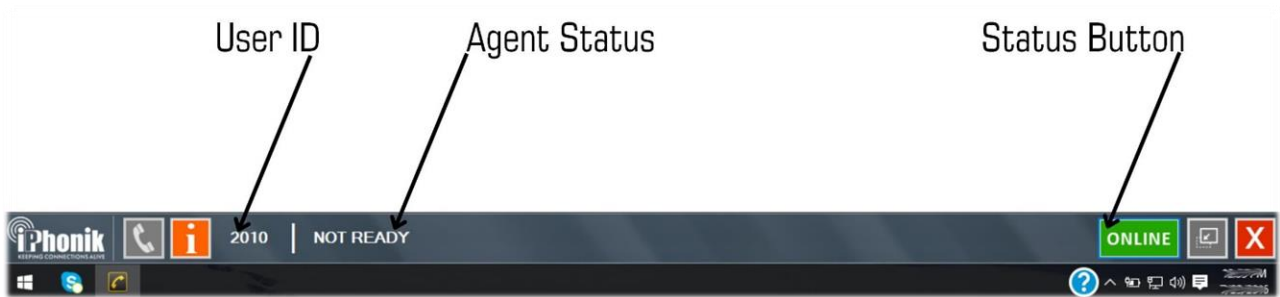 User ID
Agent Status
Status Button
iPhonik
KEEPING CONNECTIONS ALIVE
i
2010
NOT READY
ONLINE
X
?